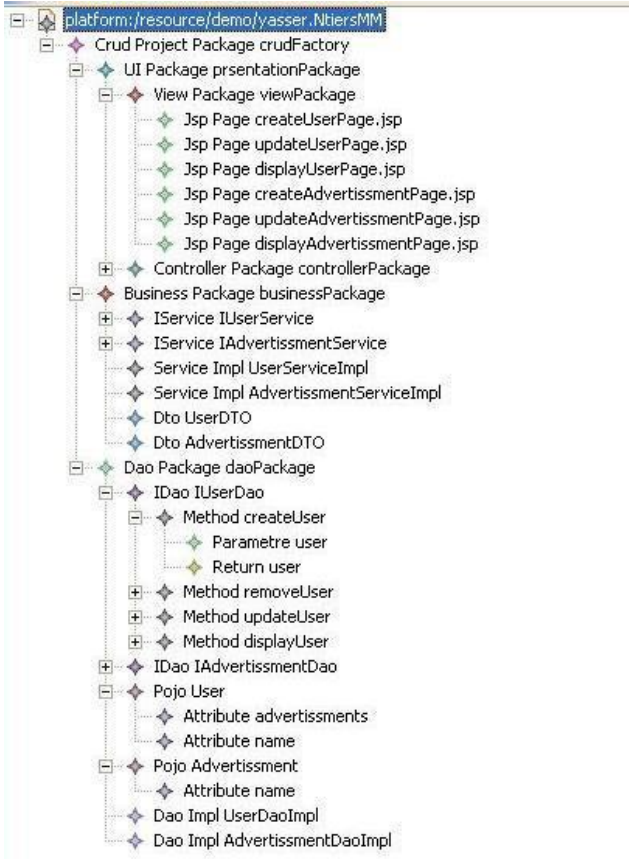 platform:/resource/demo/yasser.NtiersMM
Crud Project Package crudFactory
UI Package prsentationPackage
View Package viewPackage
Jsp Page createUserPage.jsp
Jsp Page updateUserPage.jsp
Jsp Page displayUserPage.jsp
Jsp Page createAdvertissmentPage.jsp
Jsp Page updateAdvertissmentPage.jsp
Jsp Page displayAdvertissmentPage.jsp
Controller Package controllerPackage
Business Package businessPackage
IService IUserService
IService IAdvertissmentService
Service Impl UserServiceImpl
Service Impl AdvertissmentServiceImpl
Dto UserDTO
Dto AdvertissmentDTO
Dao Package daoPackage
IDao IUserDao
Method createUser
Parametre user
Return user
Method removeUser
Method updateUser
Method displayUser
IDao IAdvertissmentDao
Pojo User
Attribute advertissments
Attribute name
Pojo Advertissment
Attribute name
Dao Impl UserDaoImpl
Dao Impl AdvertissmentDaoImpl